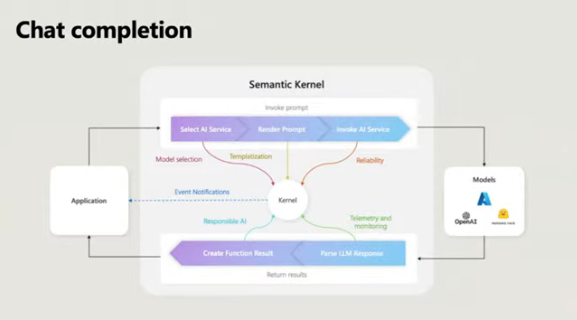 Chat completion
Semantic Kernel
Invoke prompt
Select AI Service
Render Prompt
Invoke AI Service
Model selection
Templatization
Reliability
Application
Event Notifications
Kernel
Models
OpenAI
Responsible AI
Telemetry and
monitoring
Create Function Result
Parse LLM Response
Return results